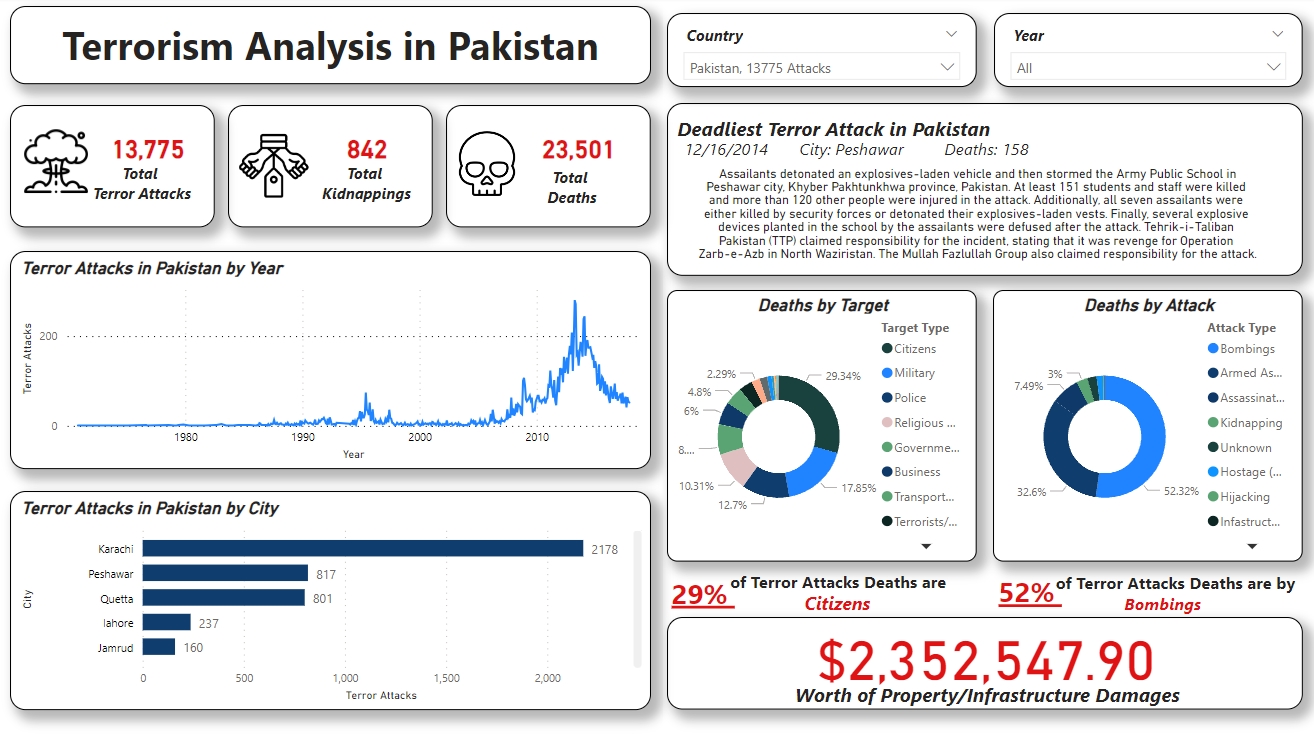 Terrorism Analysis in Pakistan
Country
Pakistan, 13775 Attacks
Year
All
13,775
Total
Terror Attacks
842
Total
Kidnappings
23,501
Total
Deaths
Deadliest Terror Attack in Pakistan
12/16/2014 City: Peshawar Deaths: 158
Assailants detonated an explosives-laden vehicle and then stormed the Army Public School in
Peshawar city, Khyber Pakhtunkhwa province, Pakistan. At least 151 students and staff were killed
and more than 120 other people were injured in the attack. Additionally, all seven assailants were
either killed by security forces or detonated their explosives-laden vests. Finally, several explosive
devices planted in the school by the assailants were defused after the attack. Tehrik-i-Taliban
Pakistan (TTP) claimed responsibility for the incident, stating that it was revenge for Operation
Zarb-e-Azb in North Waziristan. The Mullah Fazlullah Group also claimed responsibility for the attack.
Terror Attacks in Pakistan by Year
Terror Attacks
200
0
1980
1990
2000
2010
Year
Terror Attacks in Pakistan by City
City
Karachi
2178
Peshawar
817
Quetta
801
lahore
237
Jamrud
160
0
500
1,000
1,500
2,000
Terror Attacks
Deaths by Target
Target Type
Citizens
Military
Police
Religious ...
Governme...
Business
Transport...
Terrorists/...
29.34%
17.85%
12.7%
10.31%
8....
6%
4.8%
2.29%
Deaths by Attack
Attack Type
Bombings
Armed As...
Assassinat...
Kidnapping
Unknown
Hostage (...
Hijacking
Infastruct...
52.32%
32.6%
7.49%
3%
29% of Terror Attacks Deaths are
Citizens
52% of Terror Attacks Deaths are by
Bombings
$2,352,547.90
Worth of Property/Infrastructure Damages